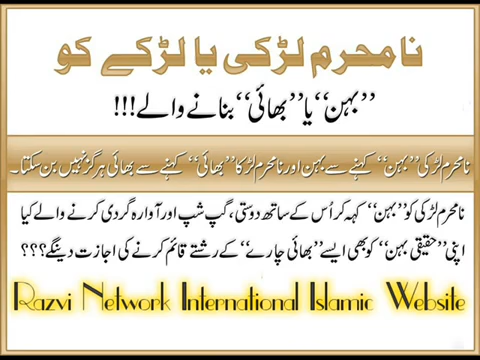 نامحرم لڑکی یا لڑکے کو
”بہن“ یا ”بھائی“ بنانے والے!!!
نامحرم لڑکی ”بہن“ کہنے سے بہن اور نامحرم لڑکا ”بھائی“ کہنے سے بھائی ہرگز نہیں بن سکتا۔
نامحرم لڑکی کو ”بہن“ کہہ کر اُس کے ساتھ دوستی، گپ شپ اور آوارہ گردی کرنے والے کیا
اپنی ”حقیقی بہن“ کو بھی ایسے ”بھائی چارے“ کے رشتے قائم کرنے کی اجازت دینگے؟؟؟
Razvi Network International Islamic Website